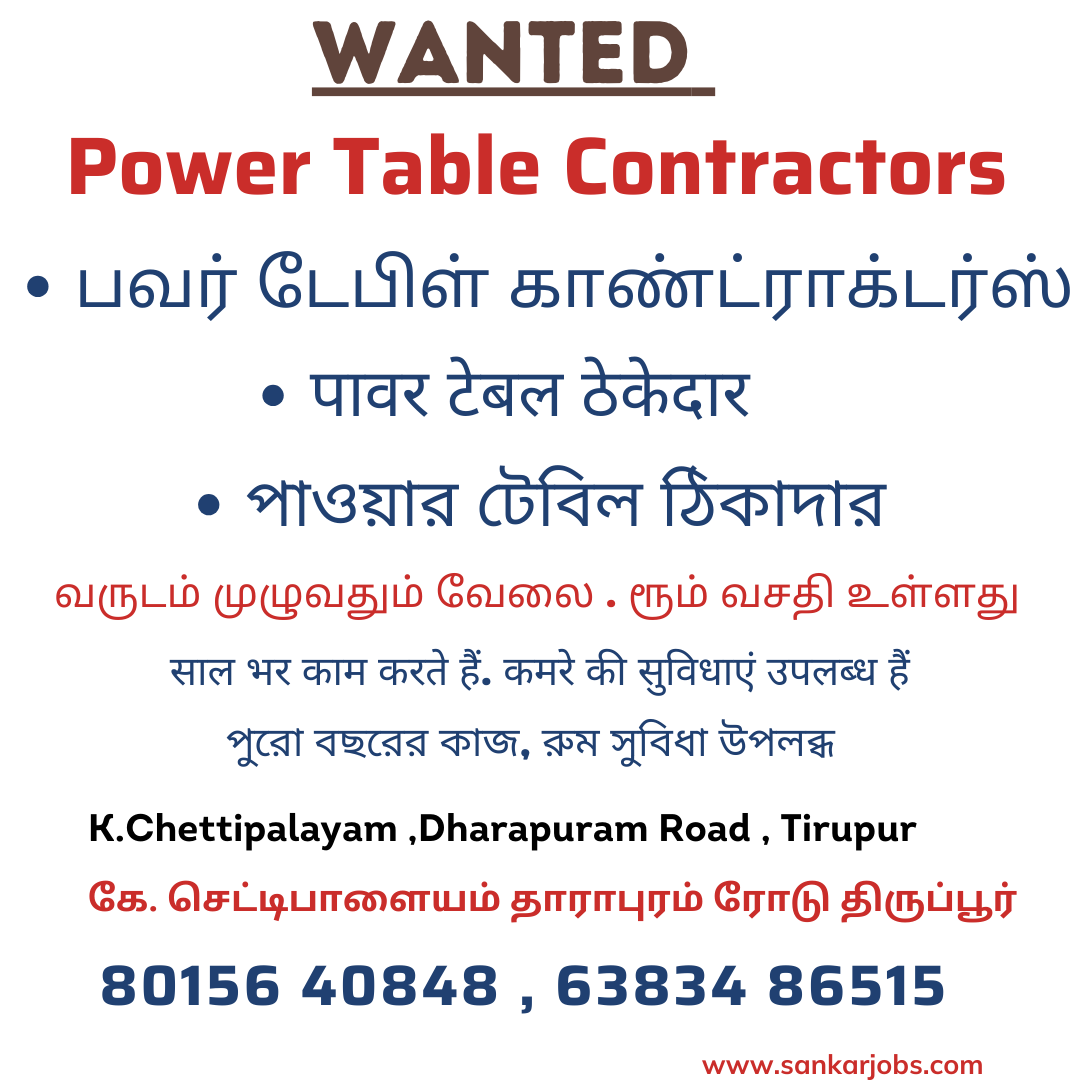 WANTED
Power Table Contractors
• பவர் டேபிள் காண்ட்ராக்டர்ஸ்
• पावर टेबल ठेकेदार
• পাওয়ার টেবিল ঠিকাদার
வருடம் முழுவதும் வேலை . ரூம் வசதி உள்ளது
साल भर काम करते हैं. कमरे की सुविधाएं उपलब्ध हैं
পুরো বছরের কাজ, রুম সুবিধা উপলব্ধ
K.Chettipalayam ,Dharapuram Road , Tirupur
கே. செட்டிபாளையம் தாராபுரம் ரோடு திருப்பூர்
80156 40848 , 63834 86515
www.sankarjobs.com